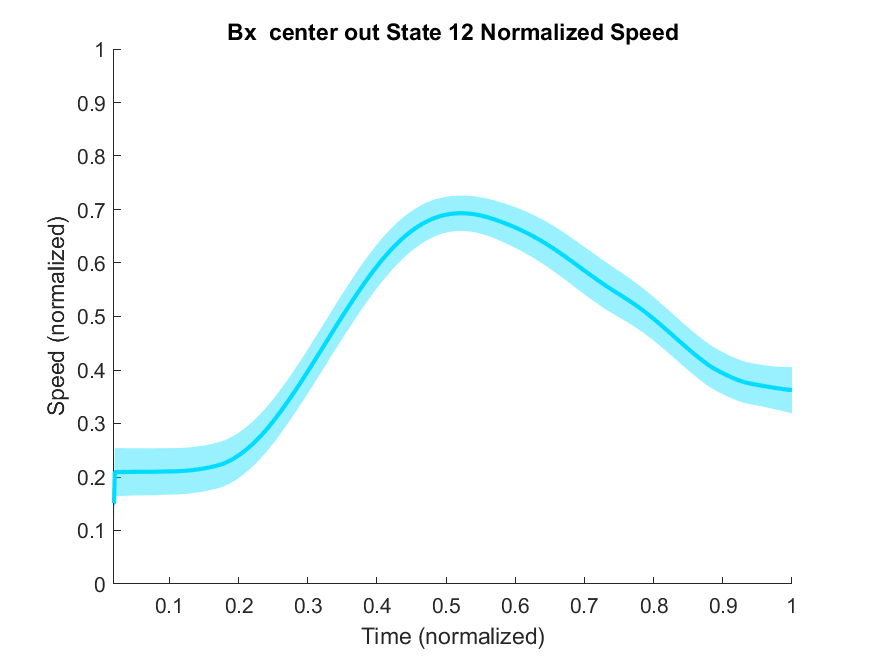 Bx  center out State 12 Normalized Speed
1
0.9
0.8
0.7
0.6
0.5
0.4
0.3
0.2
0.1
0
Speed (normalized)
0.1 0.2 0.3 0.4 0.5 0.6 0.7 0.8 0.9 1
Time (normalized)